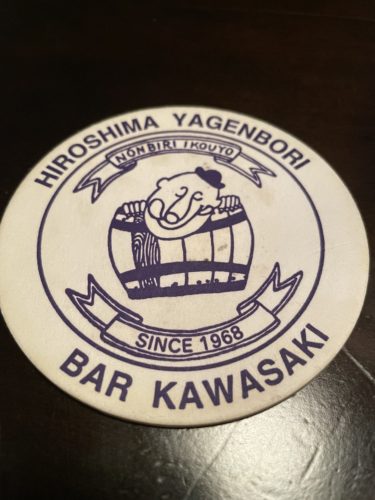 HIROSHIMA YAGENBORI
NONBIRI IKOUYO
SINCE 1968
BAR KAWASAKI